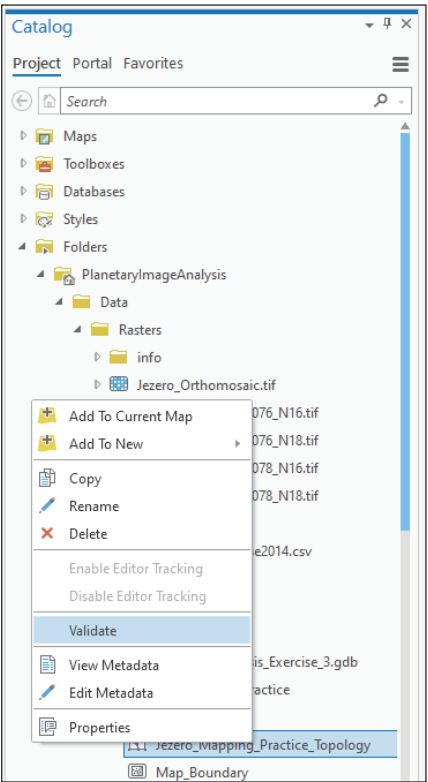 Catalog
Project Portal Favorites
Search
Maps
Toolboxes
Databases
Styles
Folders
PlanetaryImageAnalysis
Data
Rasters
info
Jezero_Orthomosaic.tif
Add To Current Map
076_N16.tif
Add To New
076_N18.tif
078_N16.tif
Copy
078_N18.tif
Rename
Delete
e2014.csv
Enable Editor Tracking
Disable Editor Tracking
Validate
View Metadata
is_Exercise_3.gdb
Edit Metadata
actice
Properties
Jezero_Mapping_Practice_Topology
Map_Boundary